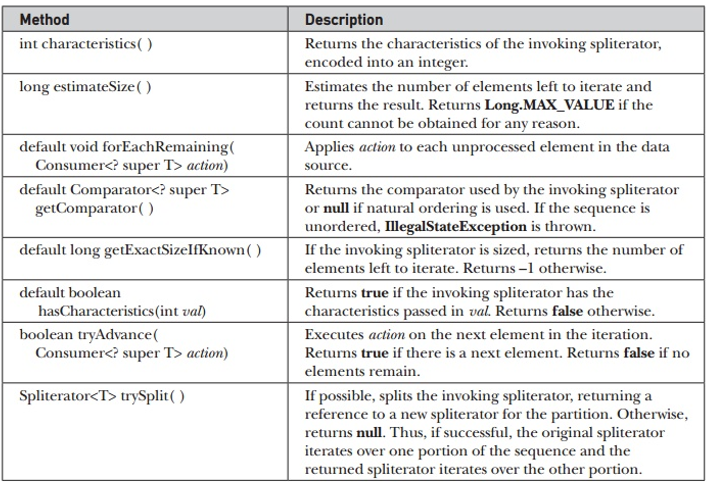 Method Description
int characteristics( ) Returns the characteristics of the invoking spliterator,
encoded into an integer.
long estimateSize( ) Estimates the number of elements left to iterate and
returns the result. Returns Long.MAX_VALUE if the
count cannot be obtained for any reason.
default void forEachRemaining( Applies action to each unprocessed element in the data
Consumer<? super T> action) source.
default Comparator<? super T> Returns the comparator used by the invoking spliterator
getComparator( ) or null if natural ordering is used. If the sequence is
unordered, IllegalStateException is thrown.
default long getExactSizeIfKnown( ) If the invoking spliterator is sized, returns the number of
elements left to iterate. Returns –1 otherwise.
default boolean Returns true if the invoking spliterator has the
hasCharacteristics(int val) characteristics passed in val. Returns false otherwise.
boolean tryAdvance( Executes action on the next element in the iteration.
Consumer<? super T> action) Returns true if there is a next element. Returns false if no
elements remain.
Spliterator<T> trySplit( ) If possible, splits the invoking spliterator, returning a
reference to a new spliterator for the partition. Otherwise,
returns null. Thus, if successful, the original spliterator
iterates over one portion of the sequence and the
returned spliterator iterates over the other portion.